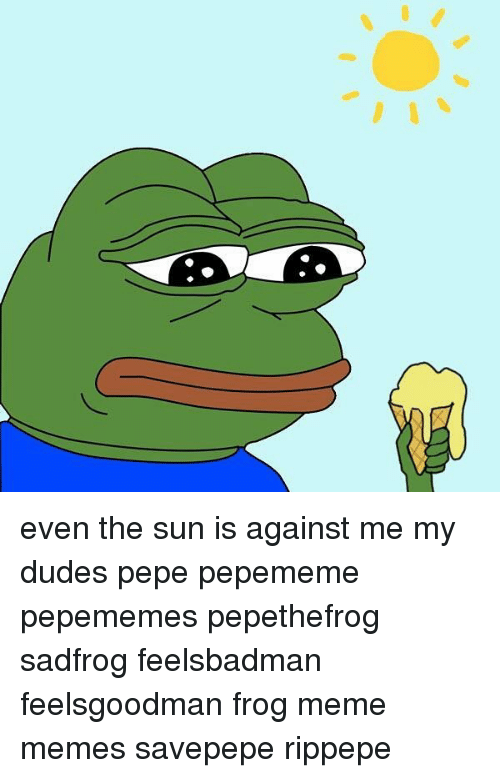 even the sun is against me my
dudes pepe pepememe
pepememes pepethefrog
sadfrog feelsbadman
feelsgoodman frog meme
memes savepepe rippepe